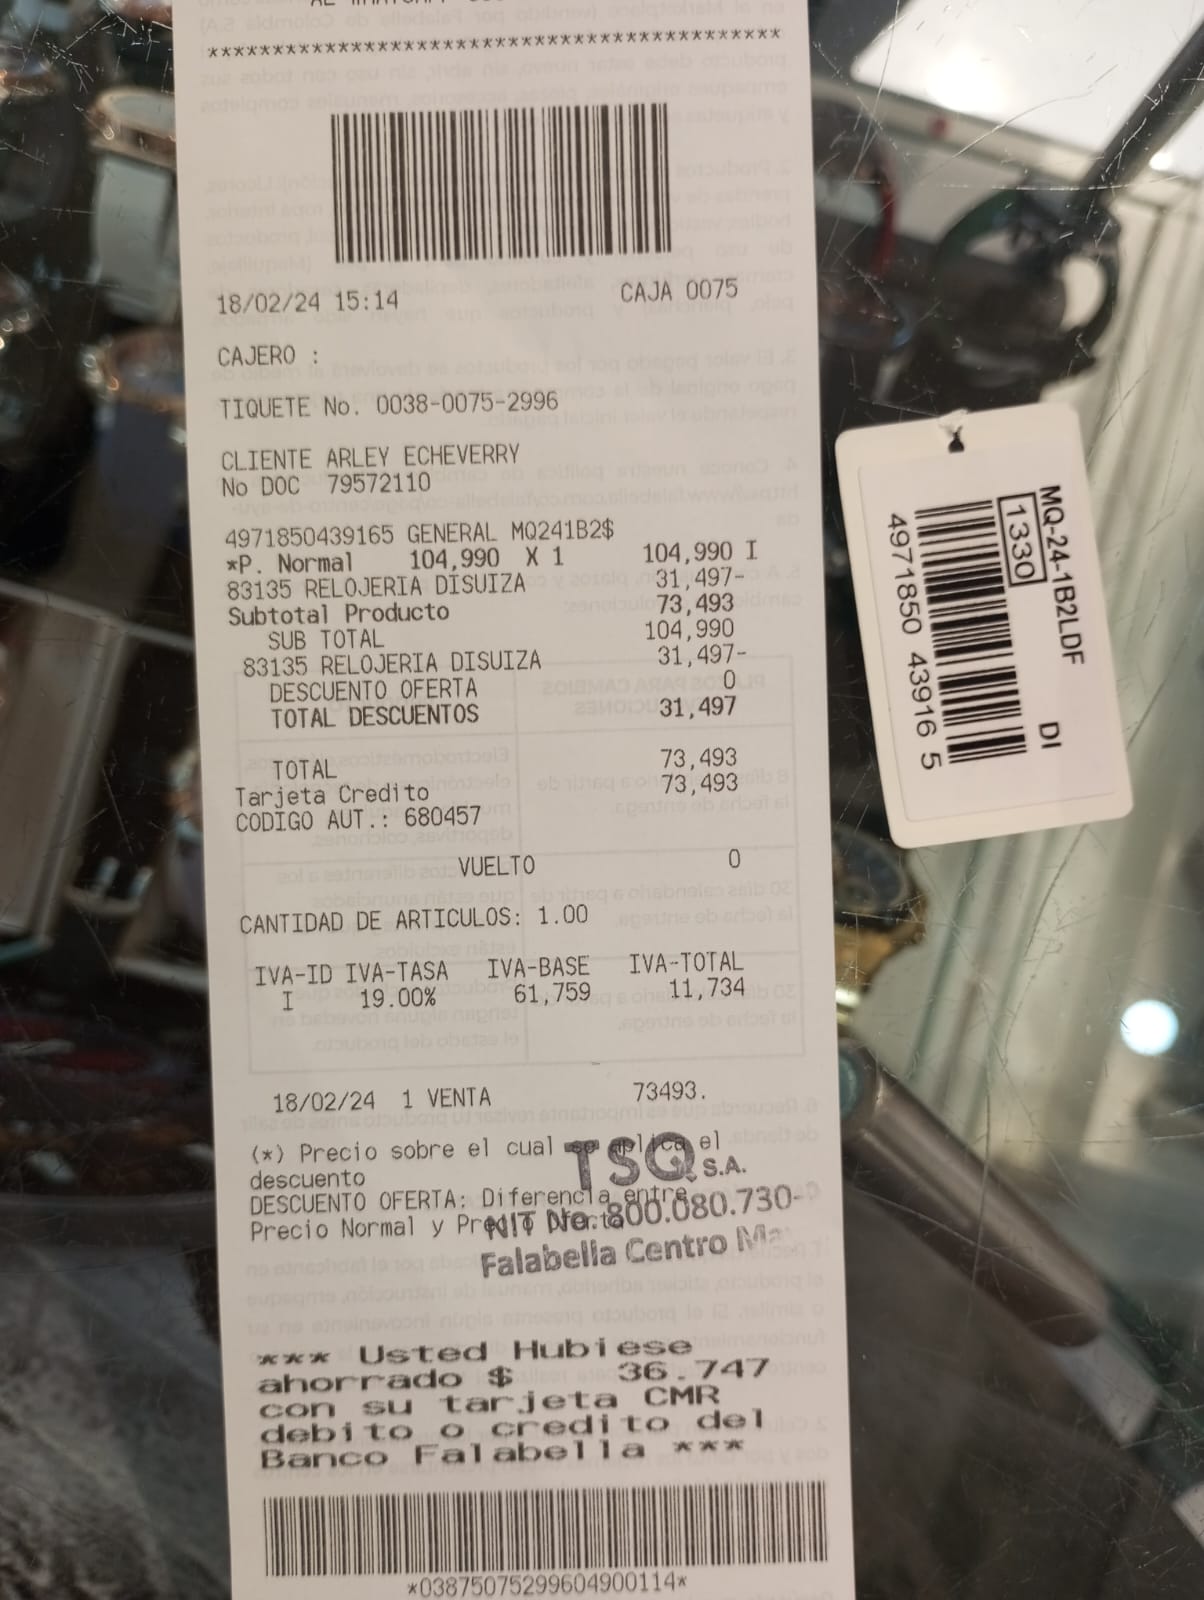 *********************************************
18/02/24 15:14 CAJA 0075
CAJERO :
TIQUETE No. 0038-0075-2996
CLIENTE ARLEY ECHEVERRY
No DOC 79572110
4971850439165 GENERAL MQ241B2$
*P. Normal 104,990 X 1 104,990 I
83135 RELOJERIA DISUIZA 31,497-
Subtotal Producto 73,493
SUB TOTAL 104,990
83135 RELOJERIA DISUIZA 31,497-
DESCUENTO OFERTA 0
TOTAL DESCUENTOS 31,497
TOTAL 73,493
Tarjeta Credito 73,493
CODIGO AUT.: 680457
VUELTO 0
CANTIDAD DE ARTICULOS: 1.00
IVA-ID IVA-TASA IVA-BASE IVA-TOTAL
I 19.00% 61,759 11,734
18/02/24 1 VENTA 73493.
(*) Precio sobre el cual se aplica el
descuento
DESCUENTO OFERTA: Diferencia entre
Precio Normal y Precio Oferta
TSQ S.A.
NIT No. 800.080.730-
Falabella Centro
*** Usted Hubiese
ahorrado $ 36.747
con su tarjeta CMR
debito o credito del
Banco Falabella ***
*03875075299604900114*
MQ-24-1B2LDF DI
1330
4971850 43916 5